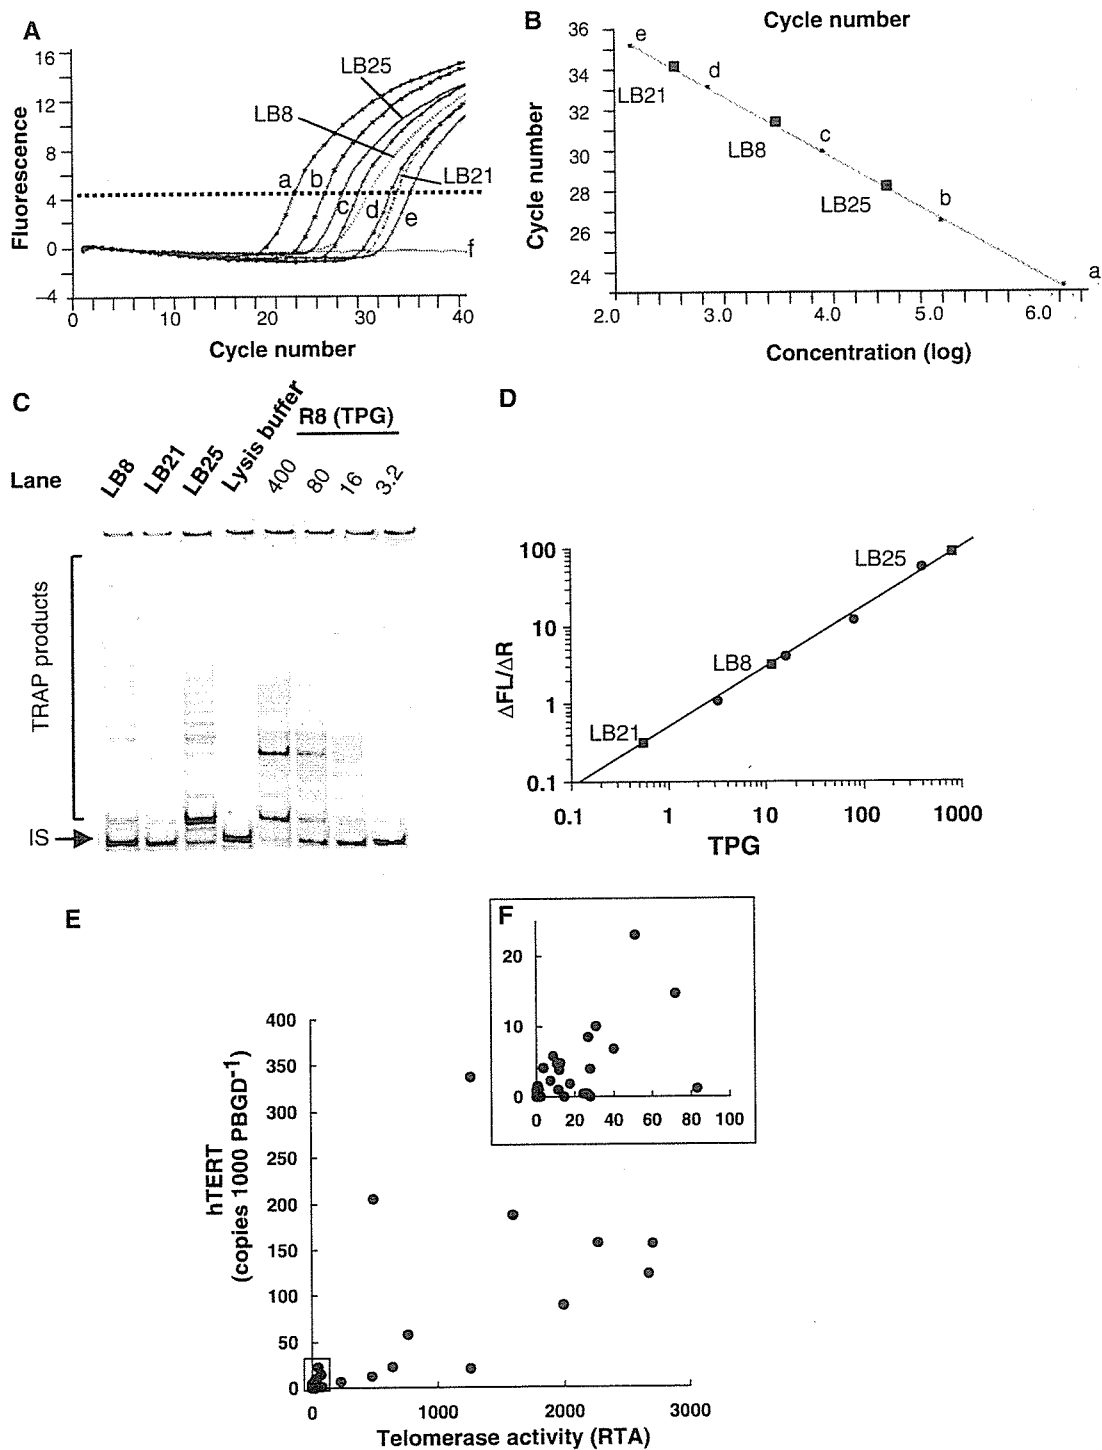 A
16
12
8
4
0
–4
Fluorescence
LB25
LB8
LB21
a
b
c
d
e
f
0
10
20
30
40
Cycle number
B
Cycle number
36
34
32
30
28
26
24
Cycle number
e
d
c
b
a
LB21
LB8
LB25
2.0
3.0
4.0
5.0
6.0
Concentration (log)
C
R8 (TPG)
Lane
LB8
LB21
LB25
Lysis buffer
400
80
16
3.2
TRAP products
IS
D
100
10
1
0.1
ΔFL/ΔR
LB25
LB8
LB21
0.1
1
10
100
1000
TPG
E
400
350
300
250
200
150
100
50
0
hTERT
(copies 1000 PBGD⁻¹)
0
1000
2000
3000
Telomerase activity (RTA)
F
20
10
0
0
20
40
60
80
100